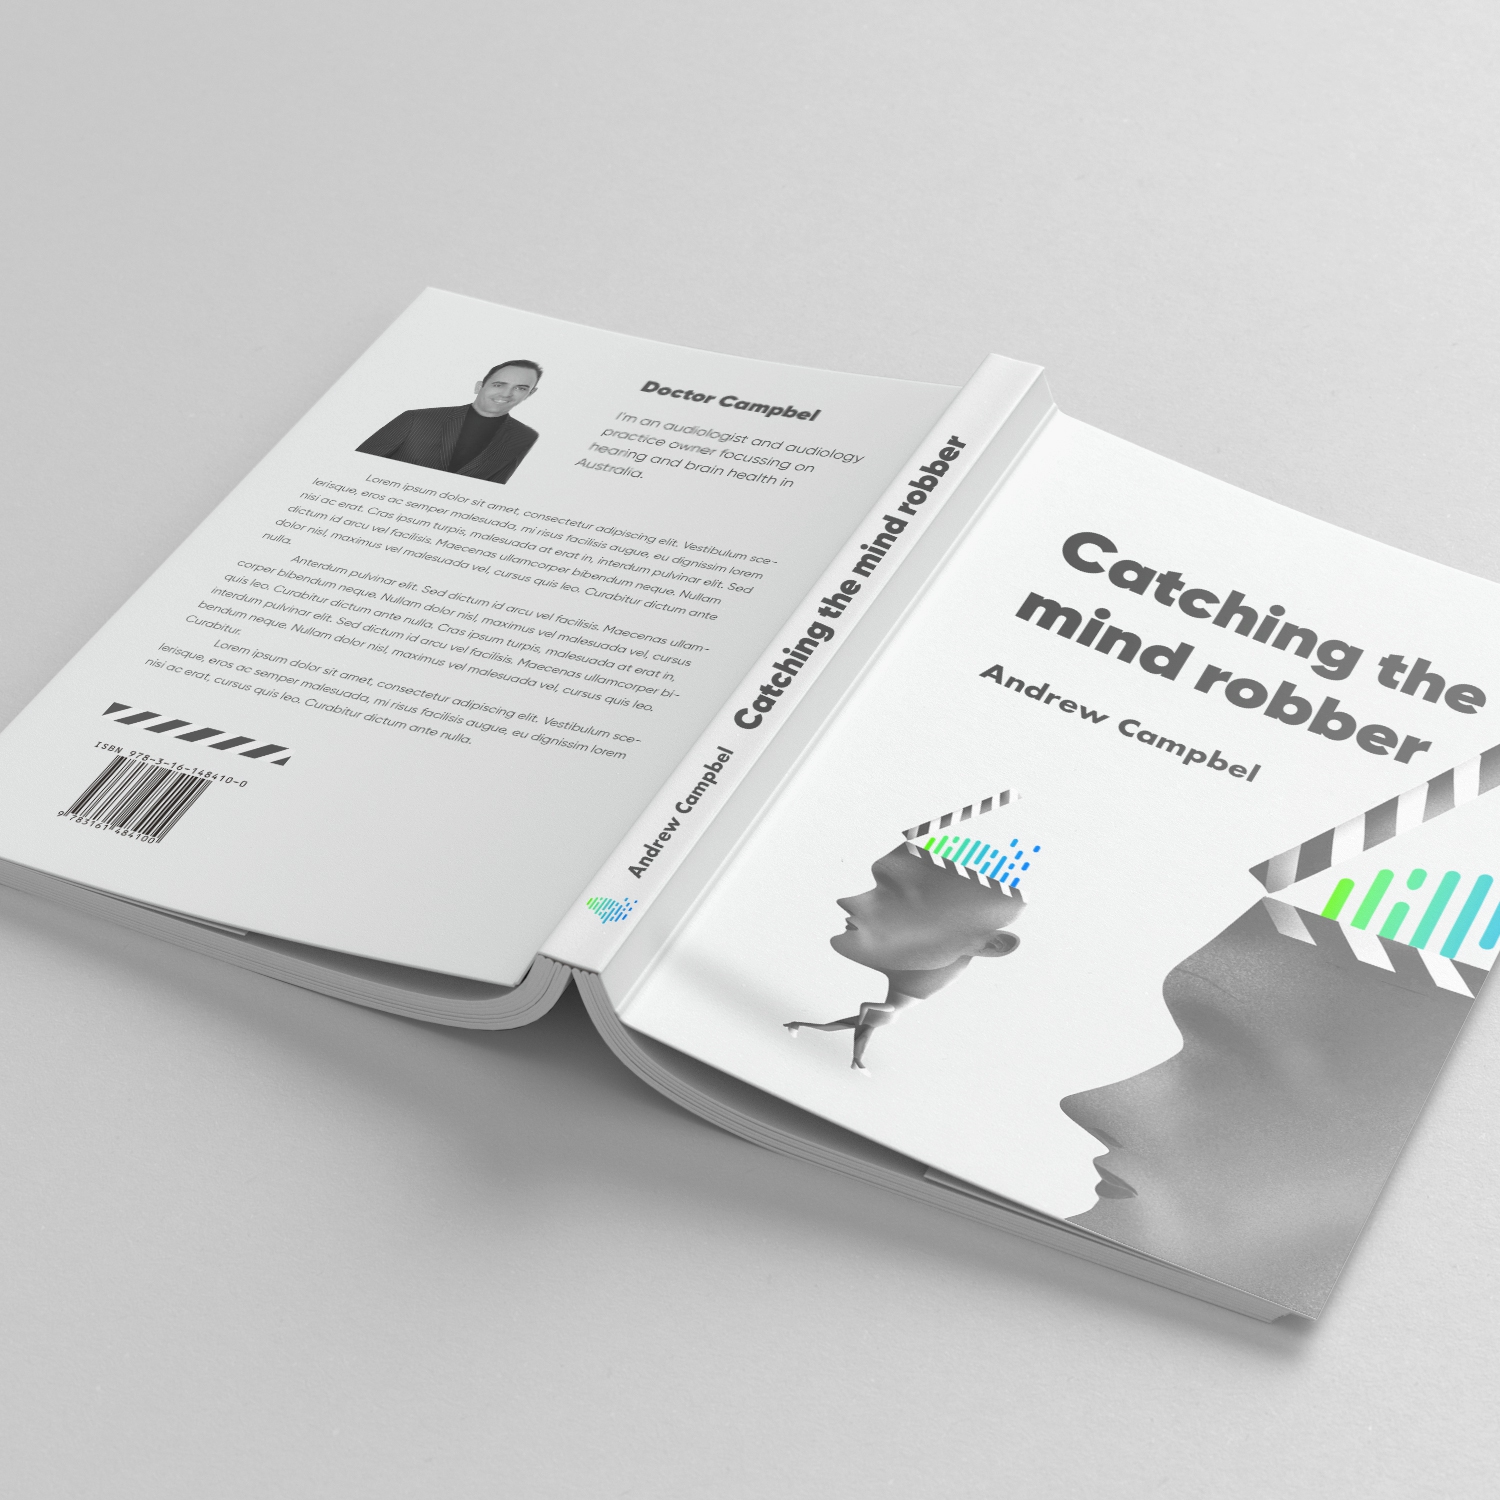 Doctor Campbel
I'm an audiologist and audiology
practice owner focussing on
hearing and brain health in
Australia.
Lorem ipsum dolor sit amet, consectetur adipiscing elit. Vestibulum sce-
lerisque, eros ac semper malesuada, mi risus facilisis augue, eu dignissim lorem
nisi ac erat. Cras ipsum turpis, malesuada at erat in, interdum pulvinar elit. Sed
dictum id arcu vel facilisis. Maecenas ullamcorper bibendum neque. Nullam
dolor nisl, maximus vel malesuada vel, cursus quis leo. Curabitur dictum ante
nulla.
Anterdum pulvinar elit. Sed dictum id arcu vel facilisis. Maecenas ullam-
corper bibendum neque. Nullam dolor nisl, maximus vel malesuada vel, cursus
quis leo. Curabitur dictum ante nulla. Cras ipsum turpis, malesuada at erat in,
interdum pulvinar elit. Sed dictum id arcu vel facilisis. Maecenas ullamcorper bi-
bendum neque. Nullam dolor nisl, maximus vel malesuada vel, cursus quis leo.
Curabitur.
Lorem ipsum dolor sit amet, consectetur adipiscing elit. Vestibulum sce-
lerisque, eros ac semper malesuada, mi risus facilisis augue, eu dignissim lorem
nisi ac erat, cursus quis leo. Curabitur dictum ante nulla.
ISBN 978-3-16-148410-0
9 783161 484100
Andrew Campbel Catching the mind robber
Catching the
mind robber
Andrew Campbel